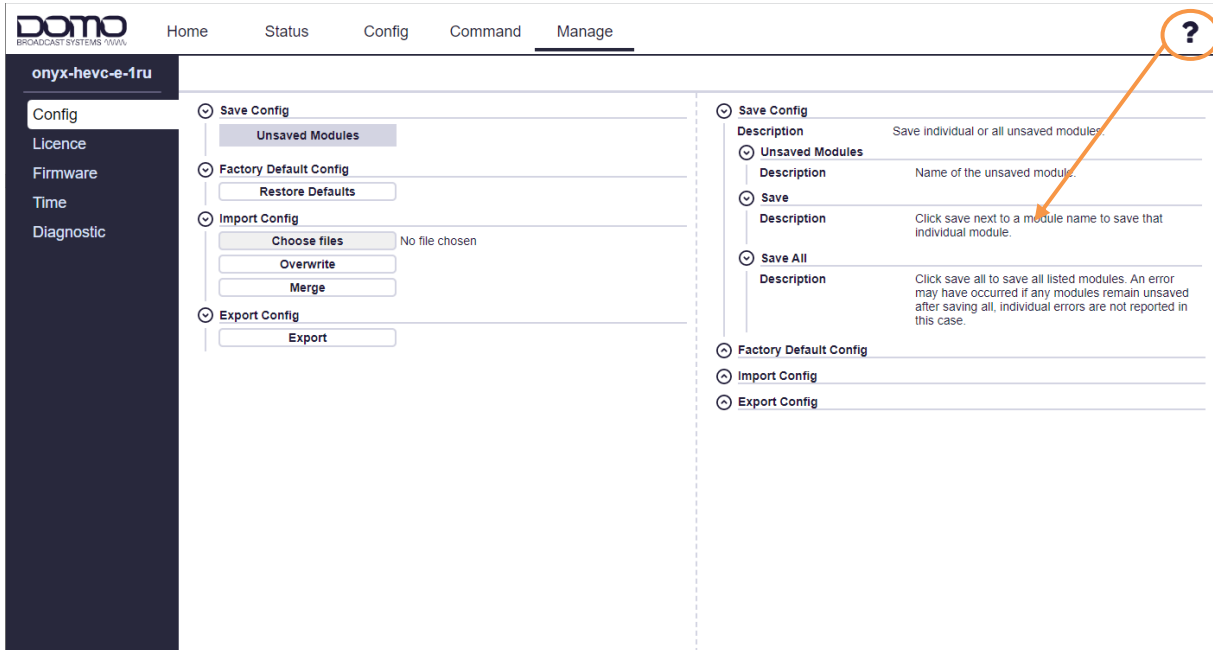 DOMO
BROADCAST SYSTEMS
Home Status Config Command Manage ?
onyx-hevc-e-1ru
Config
Licence
Firmware
Time
Diagnostic
Save Config
Unsaved Modules
Factory Default Config
Restore Defaults
Import Config
Choose files No file chosen
Overwrite
Merge
Export Config
Export
Save Config
Description Save individual or all unsaved modules.
Unsaved Modules
Description Name of the unsaved module.
Save
Description Click save next to a module name to save that
individual module.
Save All
Description Click save all to save all listed modules. An error
may have occurred if any modules remain unsaved
after saving all, individual errors are not reported in
this case.
Factory Default Config
Import Config
Export Config